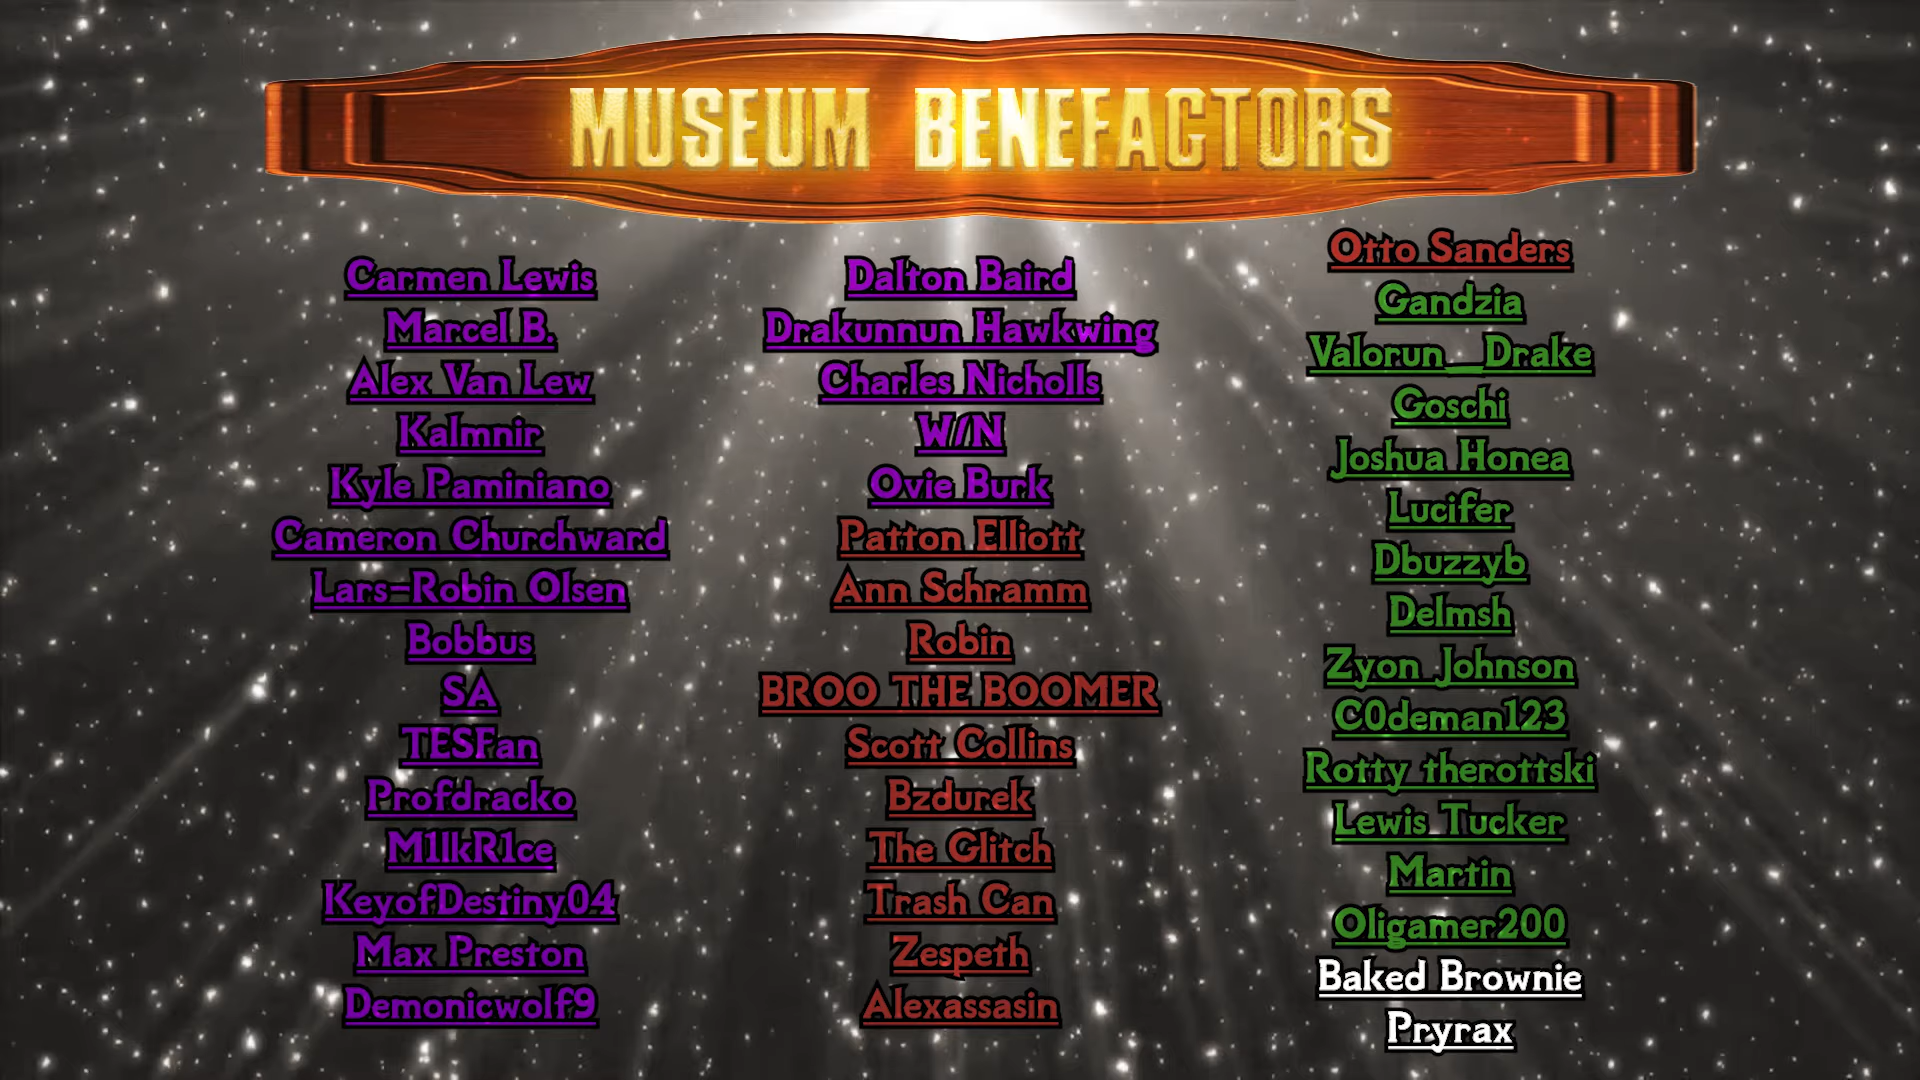 MUSEUM BENEFACTORS
Carmen Lewis
Marcel B.
Alex Van Lew
Kalmnir
Kyle Paminiano
Cameron Churchward
Lars-Robin Olsen
Bobbus
SA
TESFan
Profdracko
M1lkR1ce
KeyofDestiny04
Max Preston
Demonicwolf9
Dalton Baird
Drakunnun Hawkwing
Charles Nicholls
W/N
Ovie Burk
Patton Elliott
Ann Schramm
Robin
BROO THE BOOMER
Scott Collins
Bzdurek
The Glitch
Trash Can
Zespeth
Alexassasin
Otto Sanders
Gandzia
Valorun__Drake
Goschi
Joshua Honea
Lucifer
Dbuzzyb
Delmsh
Zyon Johnson
C0deman123
Rotty therottski
Lewis Tucker
Martin
Oligamer200
Baked Brownie
Pryrax